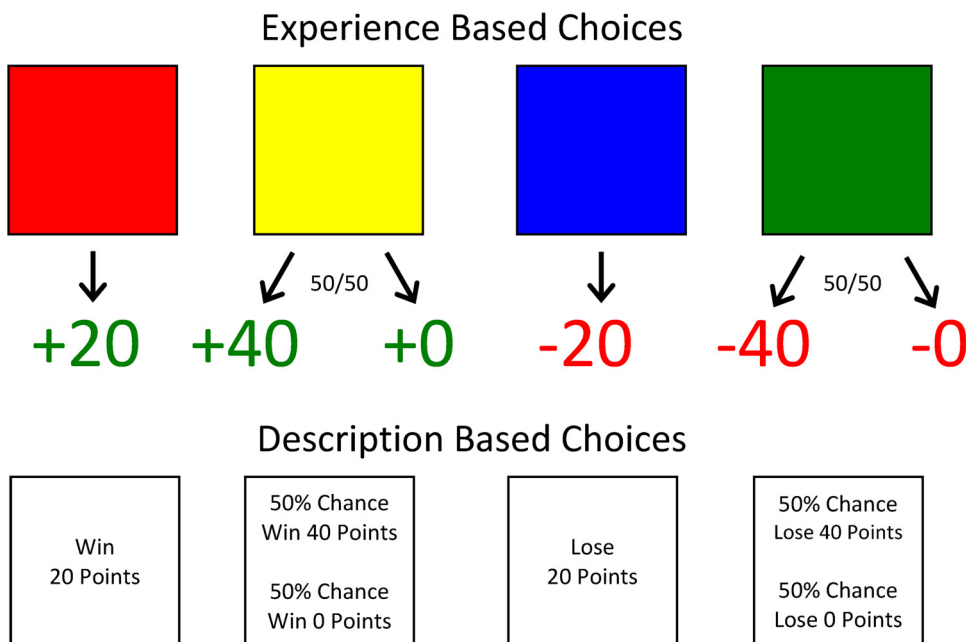 Experience Based Choices
50/50
50/50
+20
+40
+0
-20
-40
-0
Description Based Choices
Win
20 Points
50% Chance
Win 40 Points
50% Chance
Win 0 Points
Lose
20 Points
50% Chance
Lose 40 Points
50% Chance
Lose 0 Points